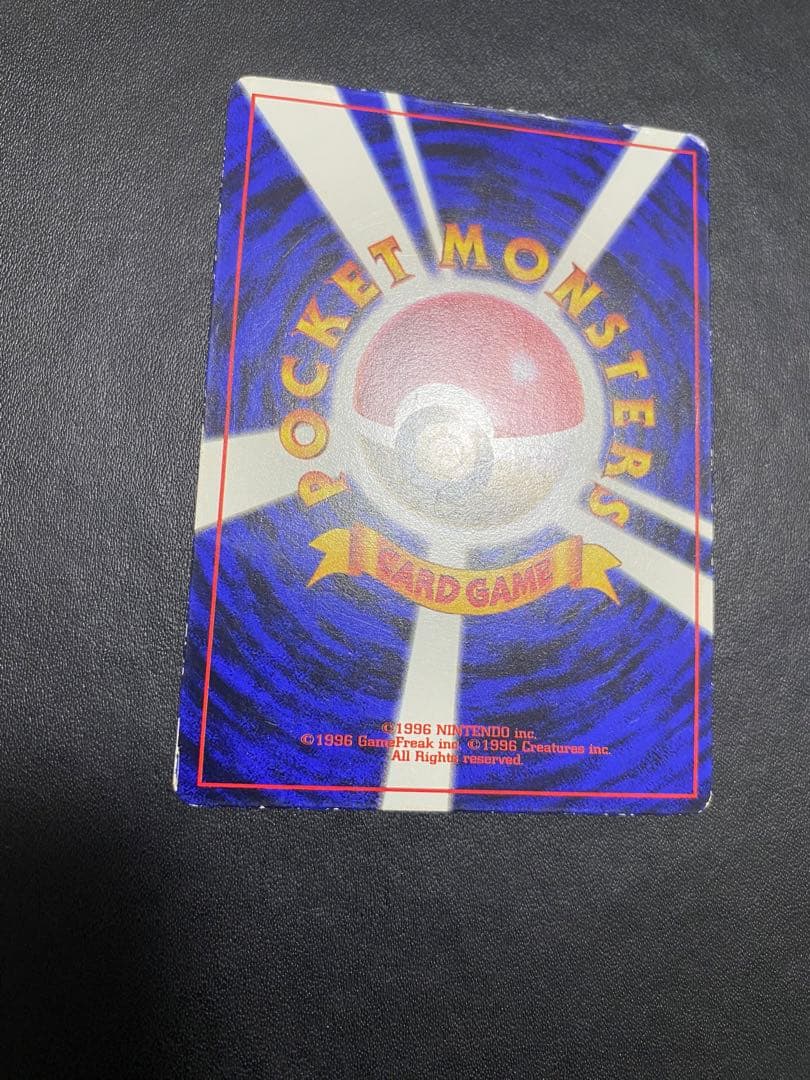 POCKET MONSTERS
CARD GAME
©1996 NINTENDO inc.
©1996 GameFreak inc. ©1996 Creatures inc.
All Rights reserved.